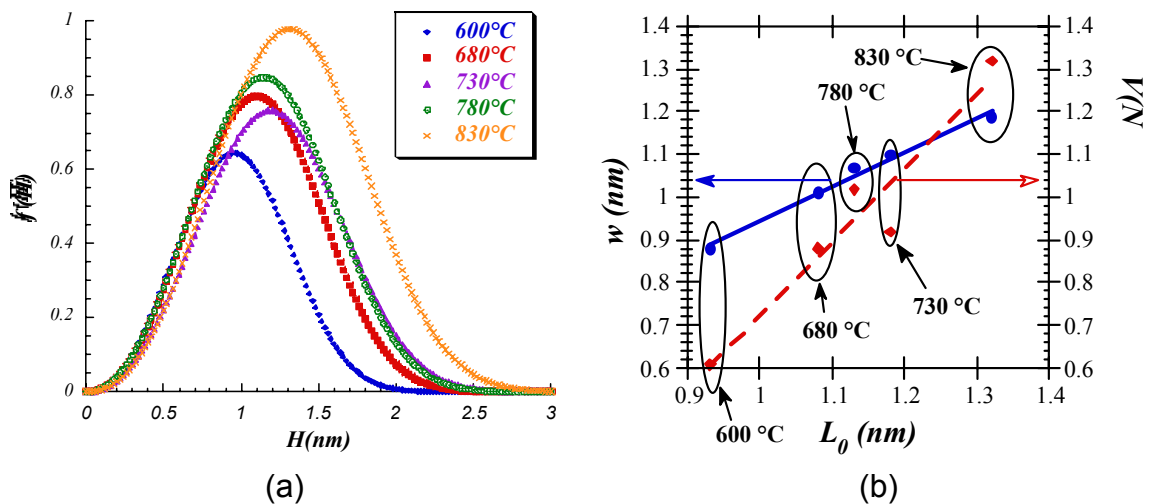 1
0.8
0.6
0.4
0.2
0
0
0.5
1
1.5
2
2.5
3
H(nm)
600°C
680°C
730°C
780°C
830°C
(a)
1.4
1.3
1.2
1.1
1
0.9
0.8
0.7
0.6
w (nm)
0.9
1
1.1
1.2
1.3
1.4
L0 (nm)
1.4
1.3
1.2
1.1
1
0.9
0.8
0.7
0.6
V(N
830 °C
780 °C
730 °C
680 °C
600 °C
(b)